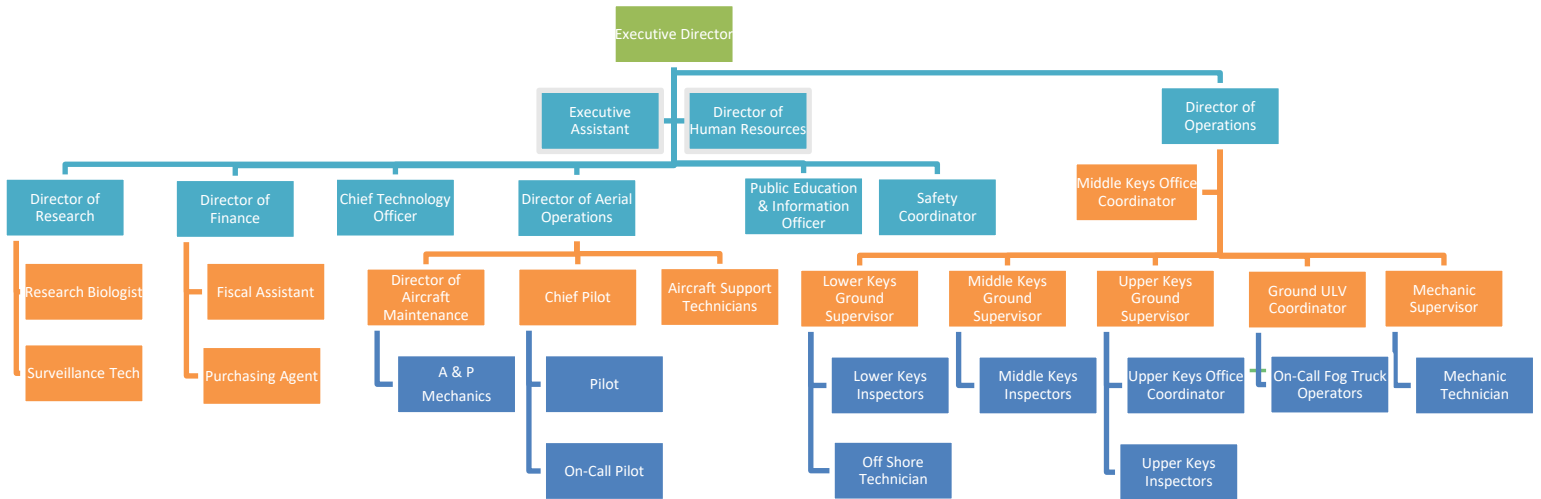 Executive Director
Executive
Assistant
Director of
Human Resources
Director of
Operations
Middle Keys Office
Coordinator
Director of
Research
Director of
Finance
Chief Technology
Officer
Director of Aerial
Operations
Public Education
& Information
Officer
Safety
Coordinator
Research Biologist
Surveillance Tech
Fiscal Assistant
Purchasing Agent
Director of
Aircraft
Maintenance
Chief Pilot
Aircraft Support
Technicians
A & P
Mechanics
Pilot
On-Call Pilot
Lower Keys
Ground
Supervisor
Middle Keys
Ground
Supervisor
Upper Keys
Ground
Supervisor
Ground ULV
Coordinator
Mechanic
Supervisor
Lower Keys
Inspectors
Middle Keys
Inspectors
Upper Keys Office
Coordinator
On-Call Fog Truck
Operators
Mechanic
Technician
Off Shore
Technician
Upper Keys
Inspectors